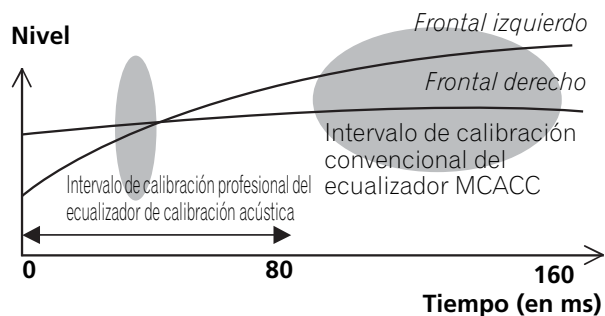 Nivel
Frontal izquierdo
Frontal derecho
Intervalo de calibración
convencional del
ecualizador MCACC
Intervalo de calibración profesional del
ecualizador de calibración acústica
0
80
160
Tiempo (en ms)